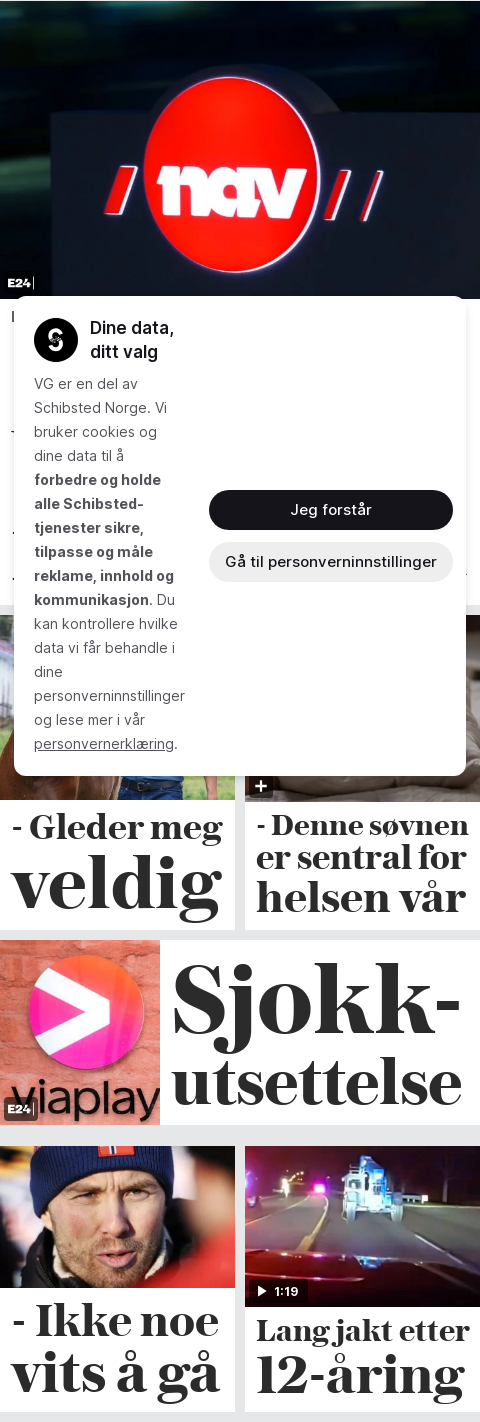 nav
E24
Dine data,
ditt valg
VG er en del av
Schibsted Norge. Vi
bruker cookies og
dine data til å
forbedre og holde
alle Schibsted-
tjenester sikre,
tilpasse og måle
reklame, innhold og
kommunikasjon. Du
kan kontrollere hvilke
data vi får behandle i
dine
personverninnstillinger
og lese mer i vår
personvernerklæring.
Jeg forstår
Gå til personverninnstillinger
- Gleder meg
veldig
- Denne søvnen
er sentral for
helsen vår
viaplay
E24
Sjokk-
utsettelse
- Ikke noe
vits å gå
1:19
Lang jakt etter
12-åring